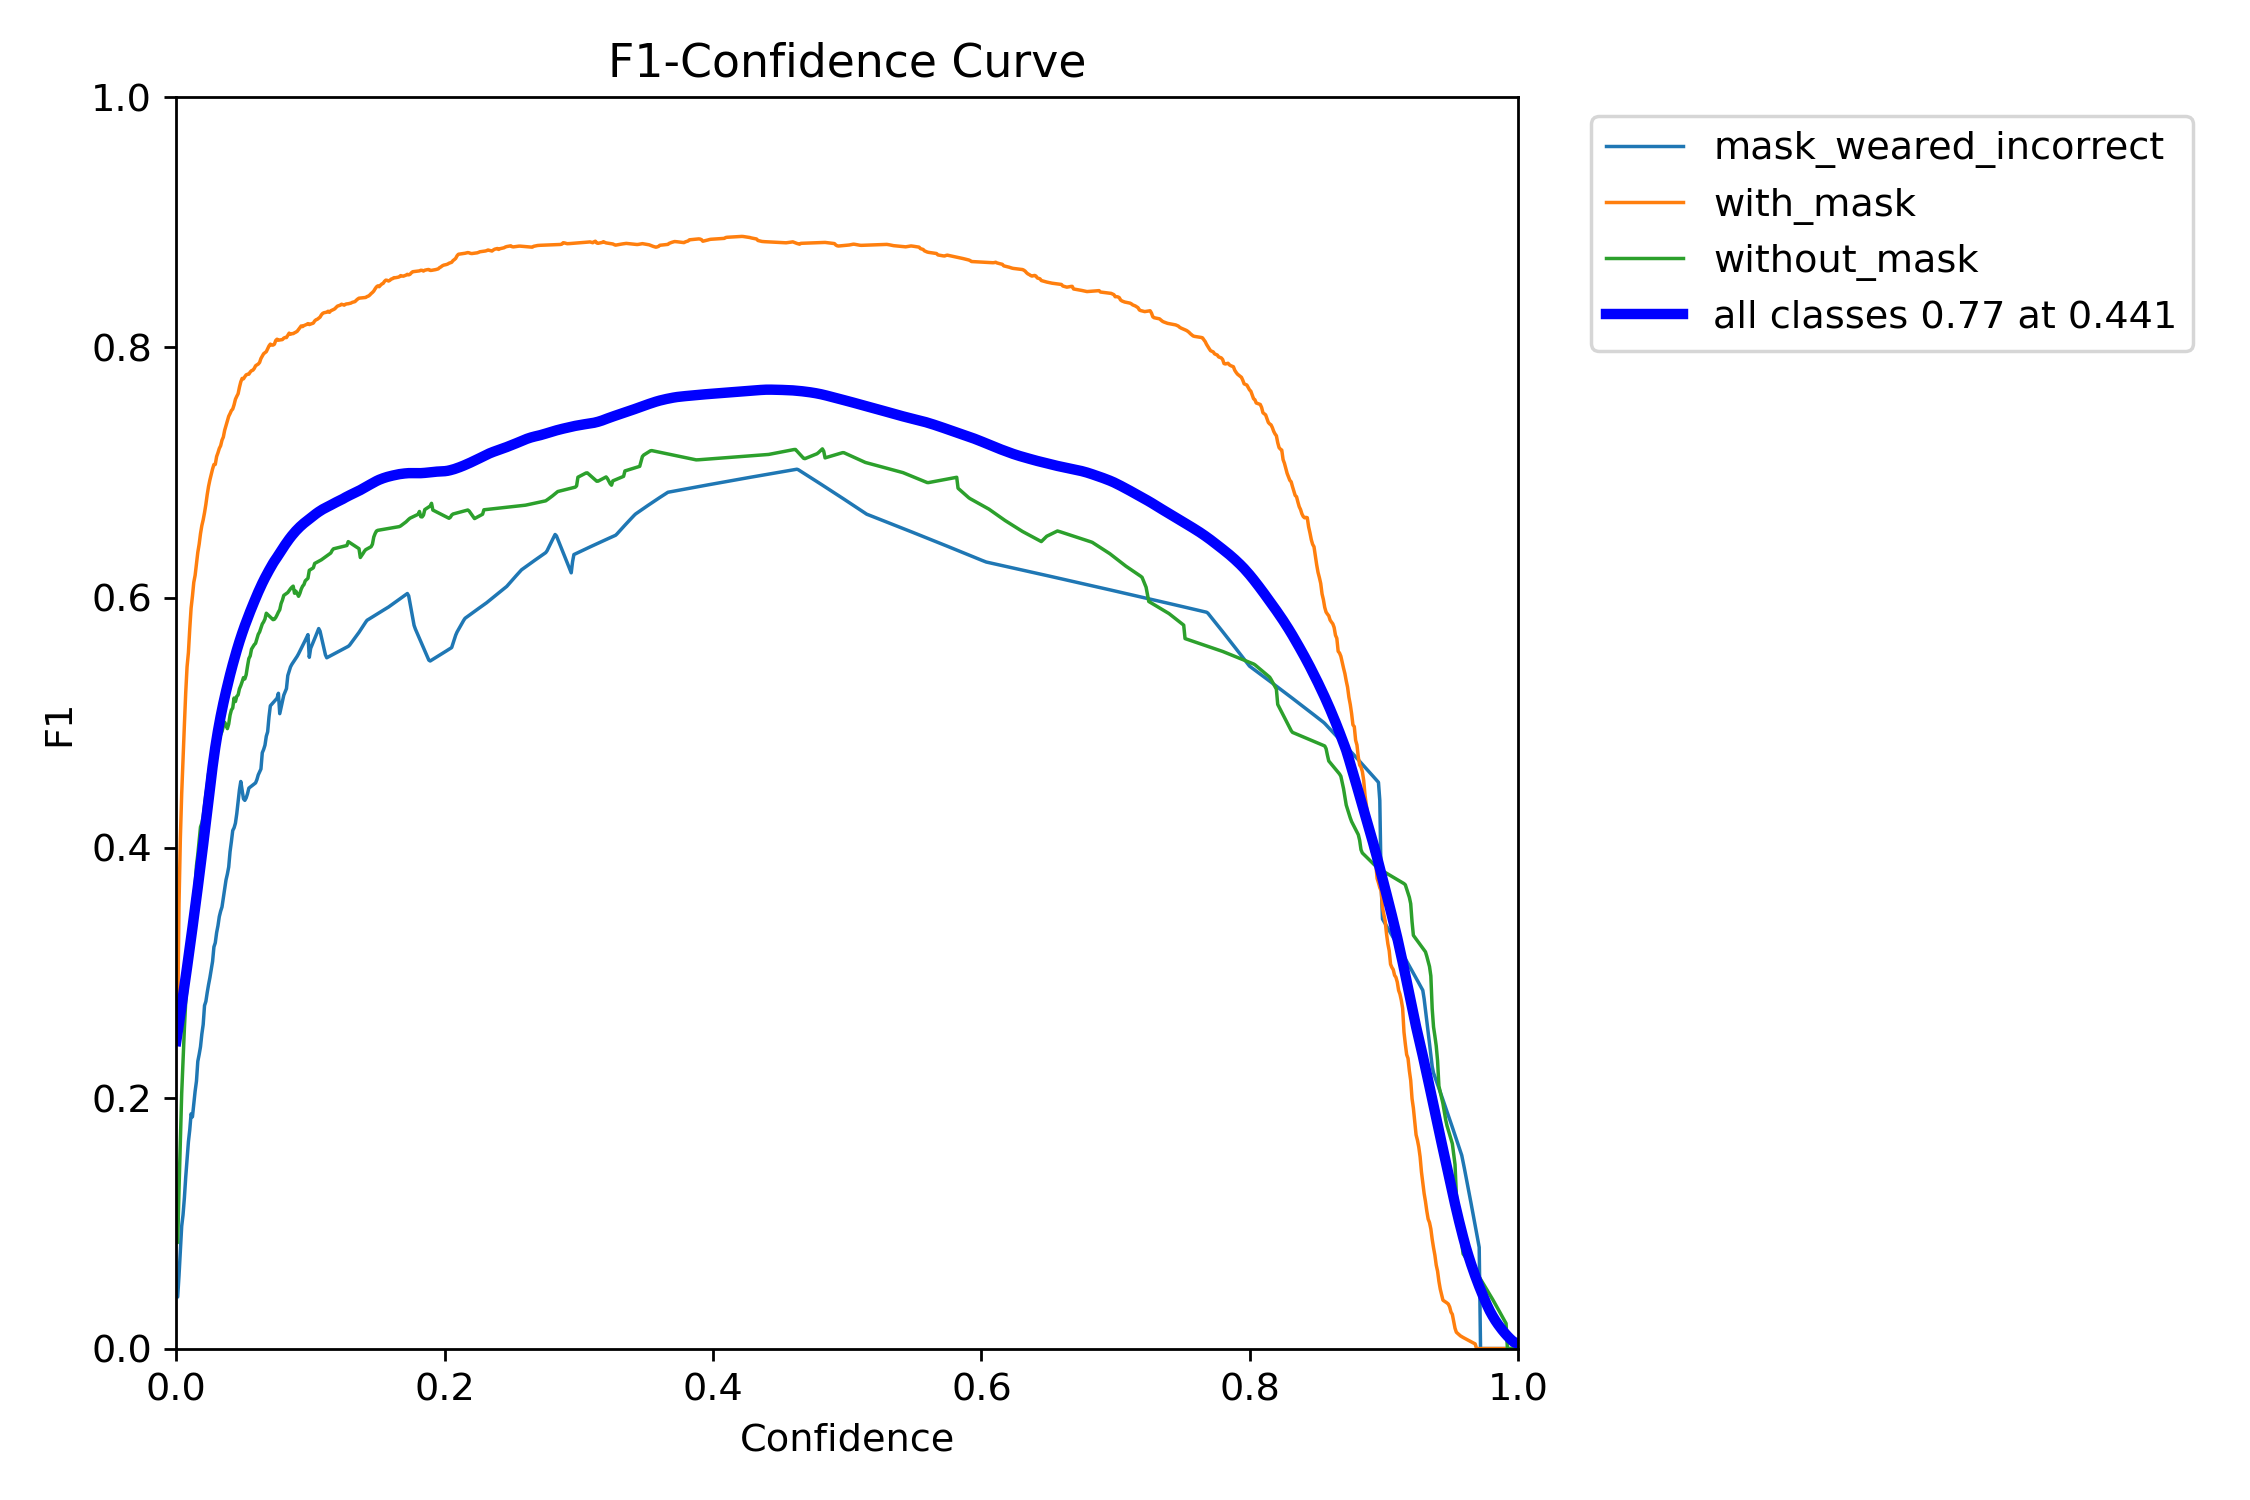 F1-Confidence Curve
1.0
0.8
0.6
0.4
0.2
0.0
F1
0.0 0.2 0.4 0.6 0.8 1.0
Confidence
mask_weared_incorrect
with_mask
without_mask
all classes 0.77 at 0.441